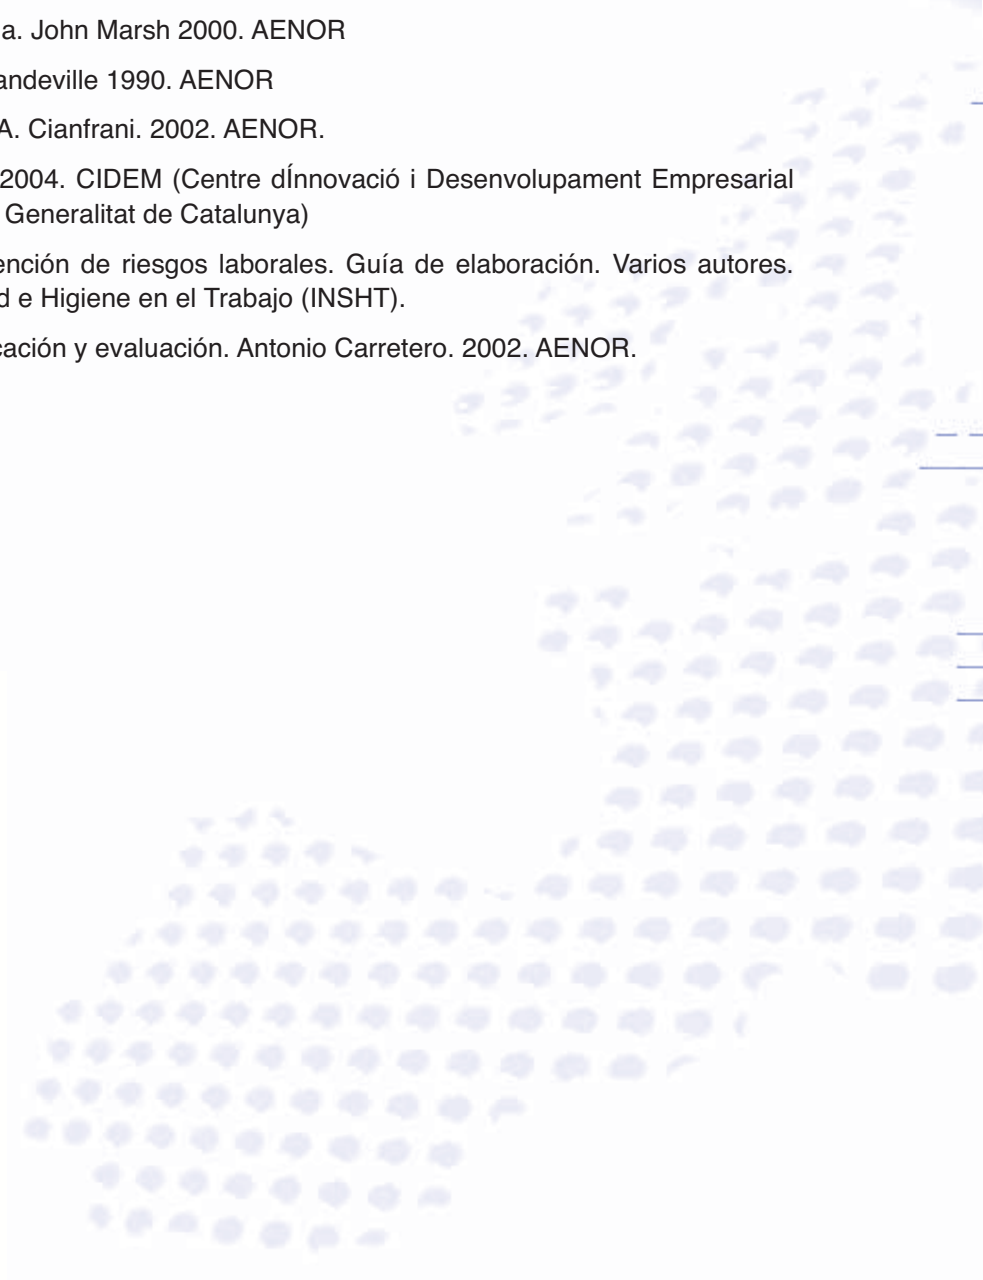 a. John Marsh 2000. AENOR
andeville 1990. AENOR
A. Cianfrani. 2002. AENOR.
2004. CIDEM (Centre dÍnnovació i Desenvolupament Empresarial
Generalitat de Catalunya)
ención de riesgos laborales. Guía de elaboración. Varios autores.
d e Higiene en el Trabajo (INSHT).
cación y evaluación. Antonio Carretero. 2002. AENOR.